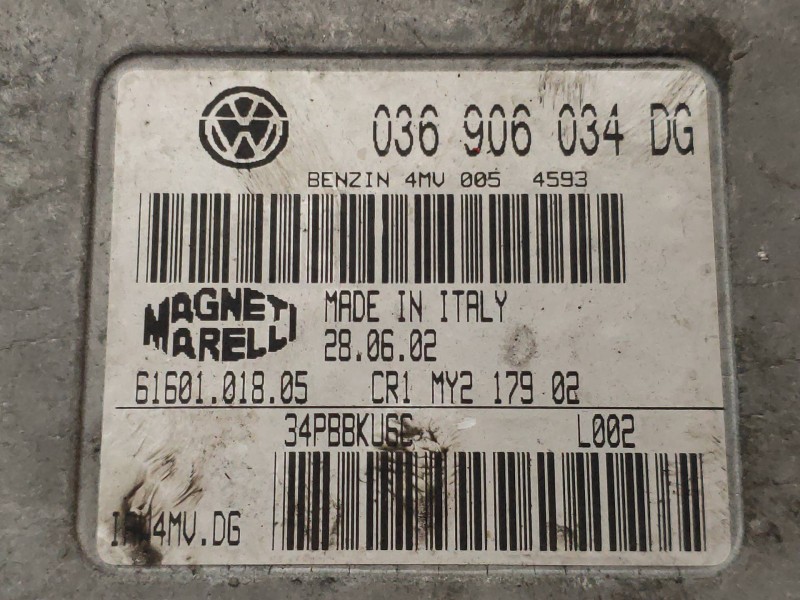 036 906 034 DG
BENZIN 4MV 005 4593
MAGNETI MARELLI
MADE IN ITALY
28.06.02
61601.018.05 CR1 MY2 179 02
L002